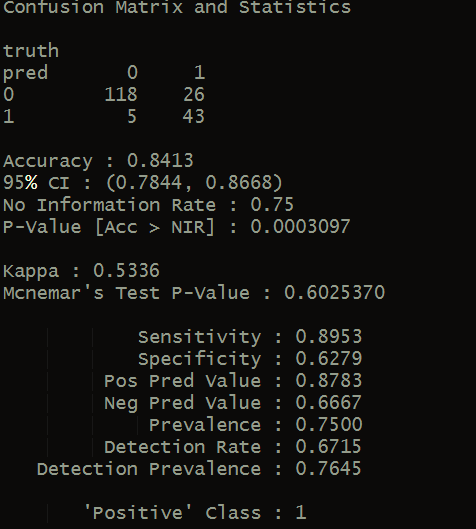 Confusion Matrix and Statistics
truth
pred 0 1
0 118 26
1 5 43
Accuracy : 0.8413
95% CI : (0.7844, 0.8668)
No Information Rate : 0.75
P-Value [Acc > NIR] : 0.0003097
Kappa : 0.5336
Mcnemar's Test P-Value : 0.6025370
Sensitivity : 0.8953
Specificity : 0.6279
Pos Pred Value : 0.8783
Neg Pred Value : 0.6667
Prevalence : 0.7500
Detection Rate : 0.6715
Detection Prevalence : 0.7645
'Positive' Class : 1